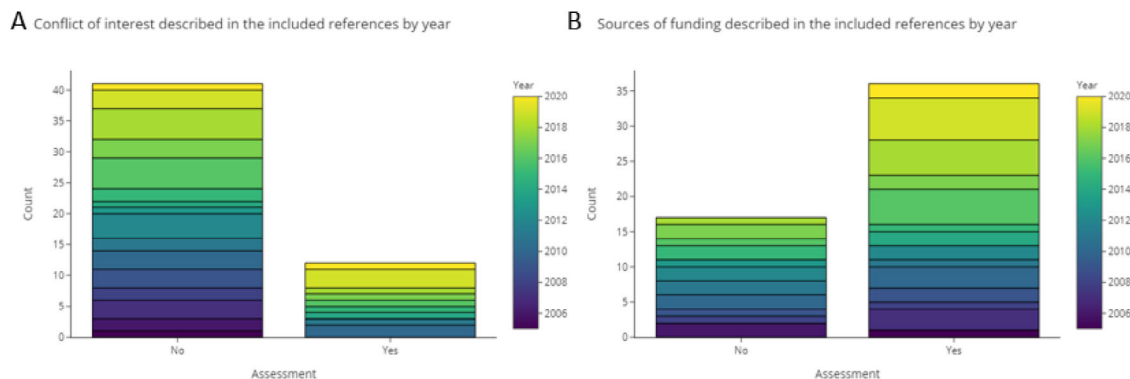 A Conflict of interest described in the included references by year
40
35
30
25
20
15
10
5
0
Count
No
Yes
Assessment
Year
2020
2018
2016
2014
2012
2010
2008
2006
B Sources of funding described in the included references by year
35
30
25
20
15
10
5
0
Count
No
Yes
Assessment
Year
2020
2018
2016
2014
2012
2010
2008
2006